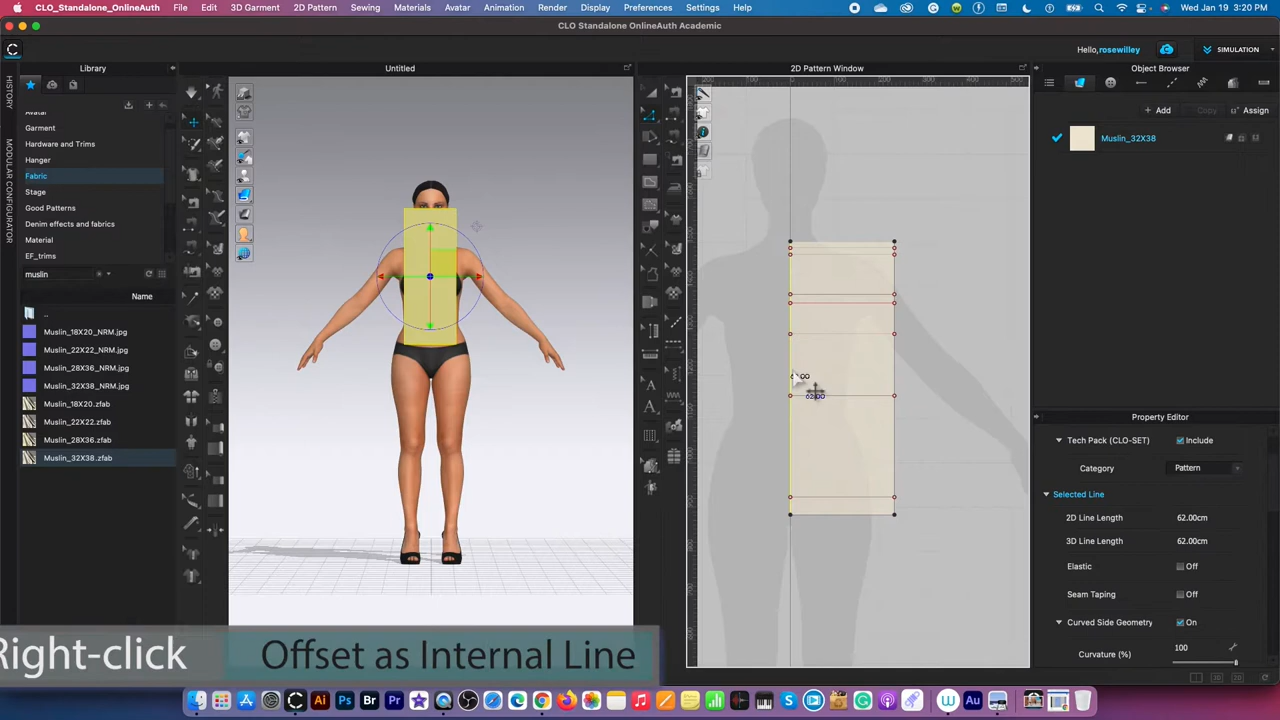 CLO_Standalone_OnlineAuth File Edit 3D Garment 2D Pattern Sewing Materials Avatar Animation Render Display Preferences Settings Help Wed Jan 19 3:20 PM
CLO Standalone OnlineAuth Academic
Hello,rosewilley SIMULATION
Library Untitled 2D Pattern Window Object Browser
HISTORY
MODULAR CONFIGURATOR
Garment
Hardware and Trims
Hanger
Fabric
Stage
Good Patterns
Denim effects and fabrics
Material
EF_trims
muslin
Name
..
Muslin_18X20_NRM.jpg
Muslin_22X22_NRM.jpg
Muslin_28X36_NRM.jpg
Muslin_32X38_NRM.jpg
Muslin_18X20.zfab
Muslin_22X22.zfab
Muslin_28X36.zfab
Muslin_32X38.zfab
62.00
+ Add Copy Assign
Muslin_32X38
Property Editor
Tech Pack (CLO-SET) Include
Category Pattern
Selected Line
2D Line Length 62.00cm
3D Line Length 62.00cm
Elastic Off
Seam Taping Off
Curved Side Geometry On
Curvature (%) 100
Right-click Offset as Internal Line